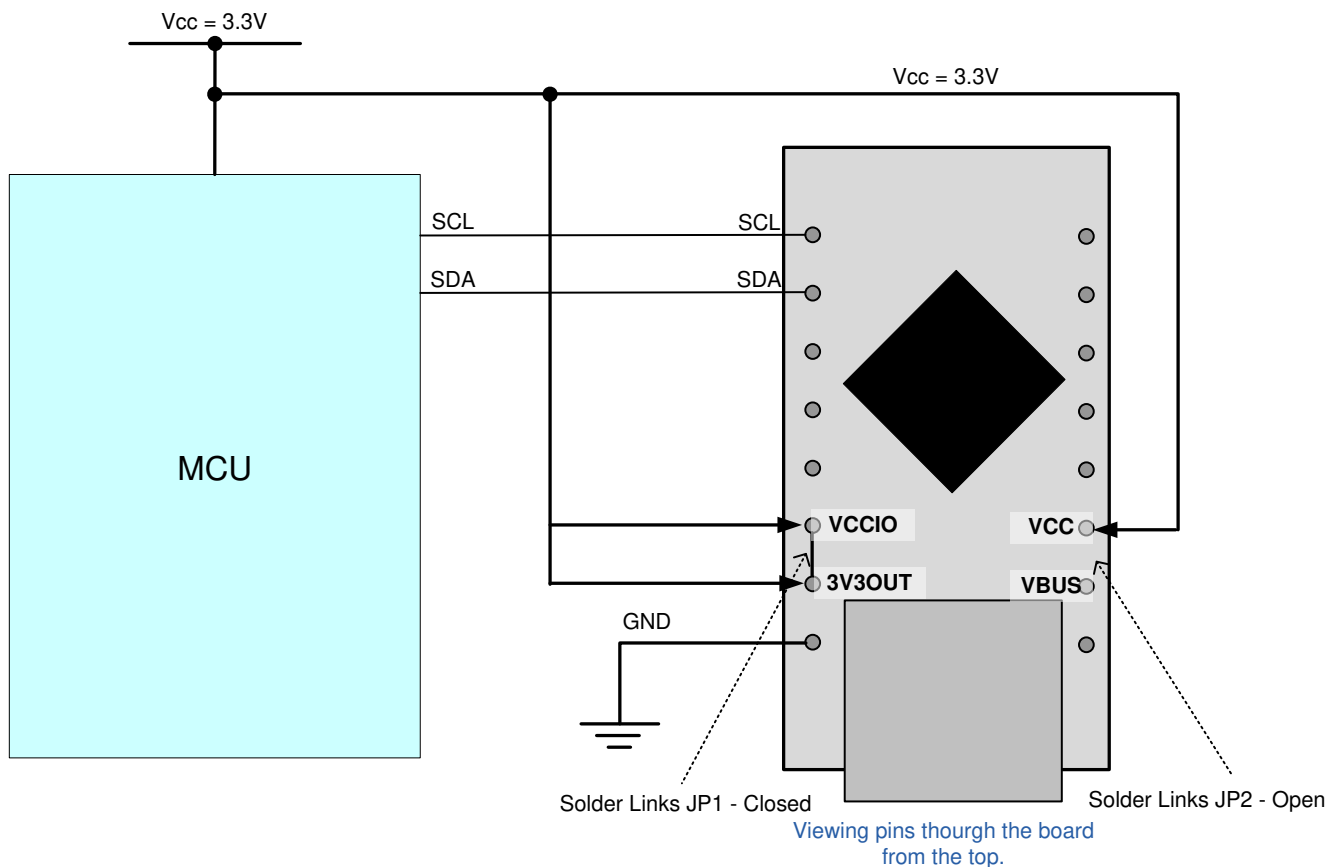 Vcc = 3.3V
Vcc = 3.3V
SCL
SCL
SDA
SDA
MCU
VCCIO
VCC
3V3OUT
VBUS
GND
Solder Links JP1 - Closed
Solder Links JP2 - Open
Viewing pins thourgh the board
from the top.